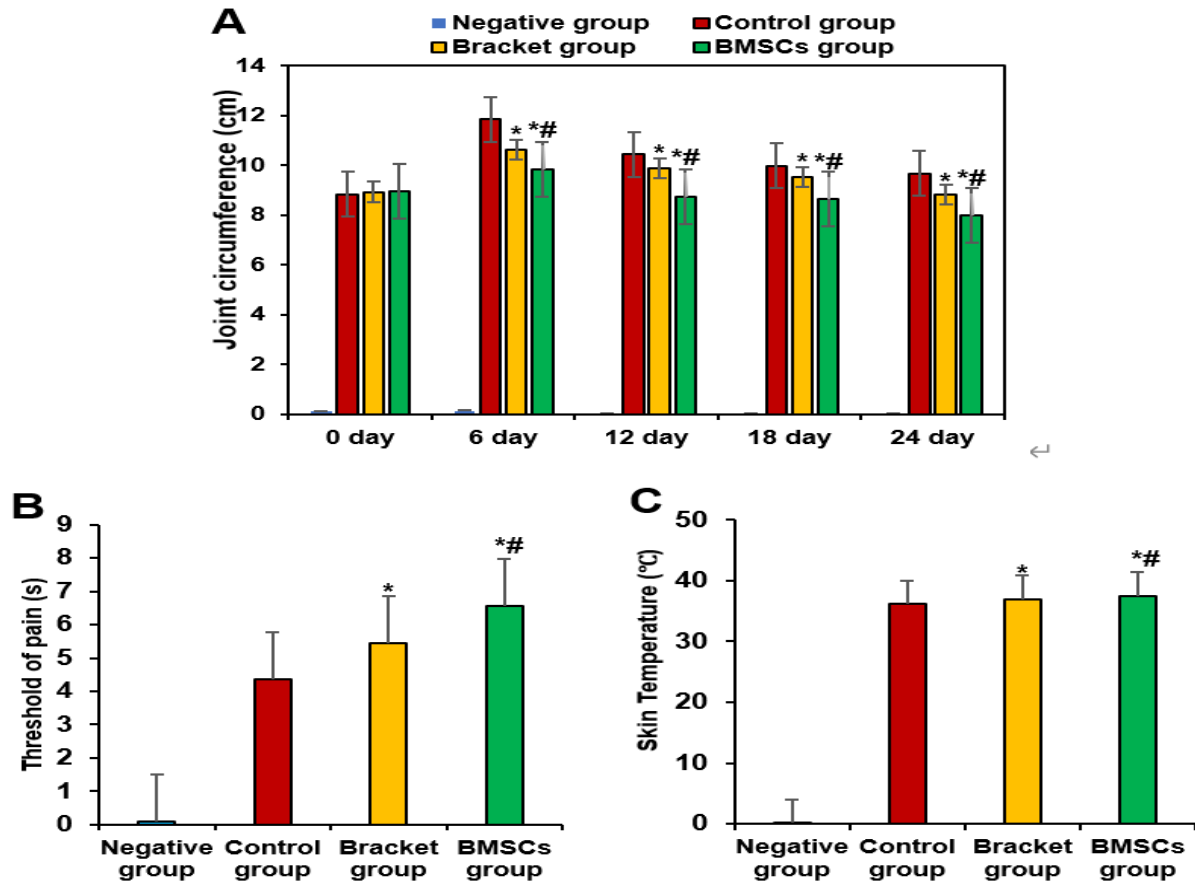 A
Negative group
Control group
Bracket group
BMSCs group
Joint circumference (cm)
14
12
10
8
6
4
2
0
* *#
* *#
* *#
* *#
0 day
6 day
12 day
18 day
24 day
↵
B
Threshold of pain (s)
9
8
7
6
5
4
3
2
1
0
*
*#
Negative
group
Control
group
Bracket
group
BMSCs
group
C
Skin Temperature (℃)
50
40
30
20
10
0
*
*#
Negative
group
Control
group
Bracket
group
BMSCs
group